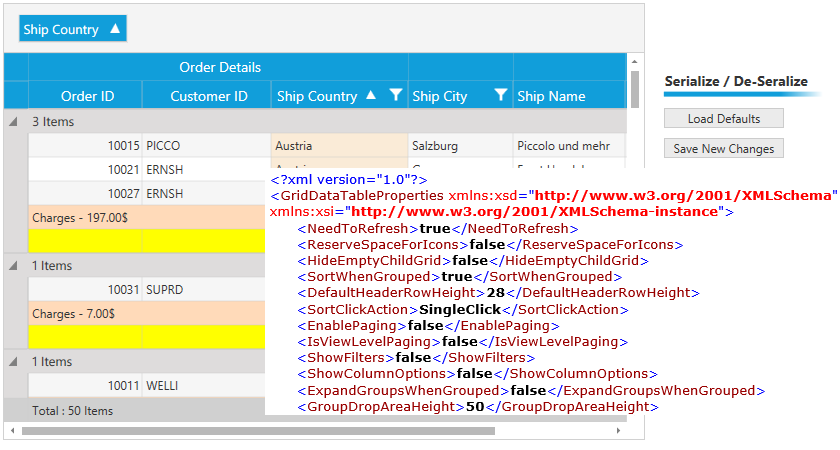 Ship Country
Order Details
Order ID Customer ID Ship Country Ship City Ship Name
3 Items
10015 PICCO Austria Salzburg Piccolo und mehr
10021 ERNSH
10027 ERNSH
Charges - 197.00$
1 Items
10031 SUPRD
Charges - 7.00$
1 Items
10011 WELLI
Total : 50 Items
<?xml version="1.0"?>
<GridDataTableProperties xmlns:xsd="http://www.w3.org/2001/XMLSchema"
xmlns:xsi="http://www.w3.org/2001/XMLSchema-instance">
<NeedToRefresh>true</NeedToRefresh>
<ReserveSpaceForIcons>false</ReserveSpaceForIcons>
<HideEmptyChildGrid>false</HideEmptyChildGrid>
<SortWhenGrouped>true</SortWhenGrouped>
<DefaultHeaderRowHeight>28</DefaultHeaderRowHeight>
<SortClickAction>SingleClick</SortClickAction>
<EnablePaging>false</EnablePaging>
<IsViewLevelPaging>false</IsViewLevelPaging>
<ShowFilters>false</ShowFilters>
<ShowColumnOptions>false</ShowColumnOptions>
<ExpandGroupsWhenGrouped>false</ExpandGroupsWhenGrouped>
<GroupDropAreaHeight>50</GroupDropAreaHeight>
Serialize / De-Seralize
Load Defaults
Save New Changes